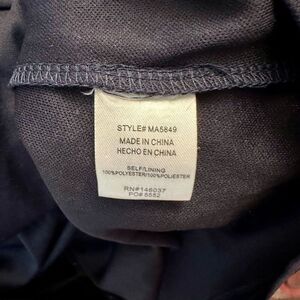 STYLE# MA5849
MADE IN CHINA
HECHO EN CHINA
SELF/LINING
100%POLYESTER/100%POLYESTER
RN#146037
PO# 5552